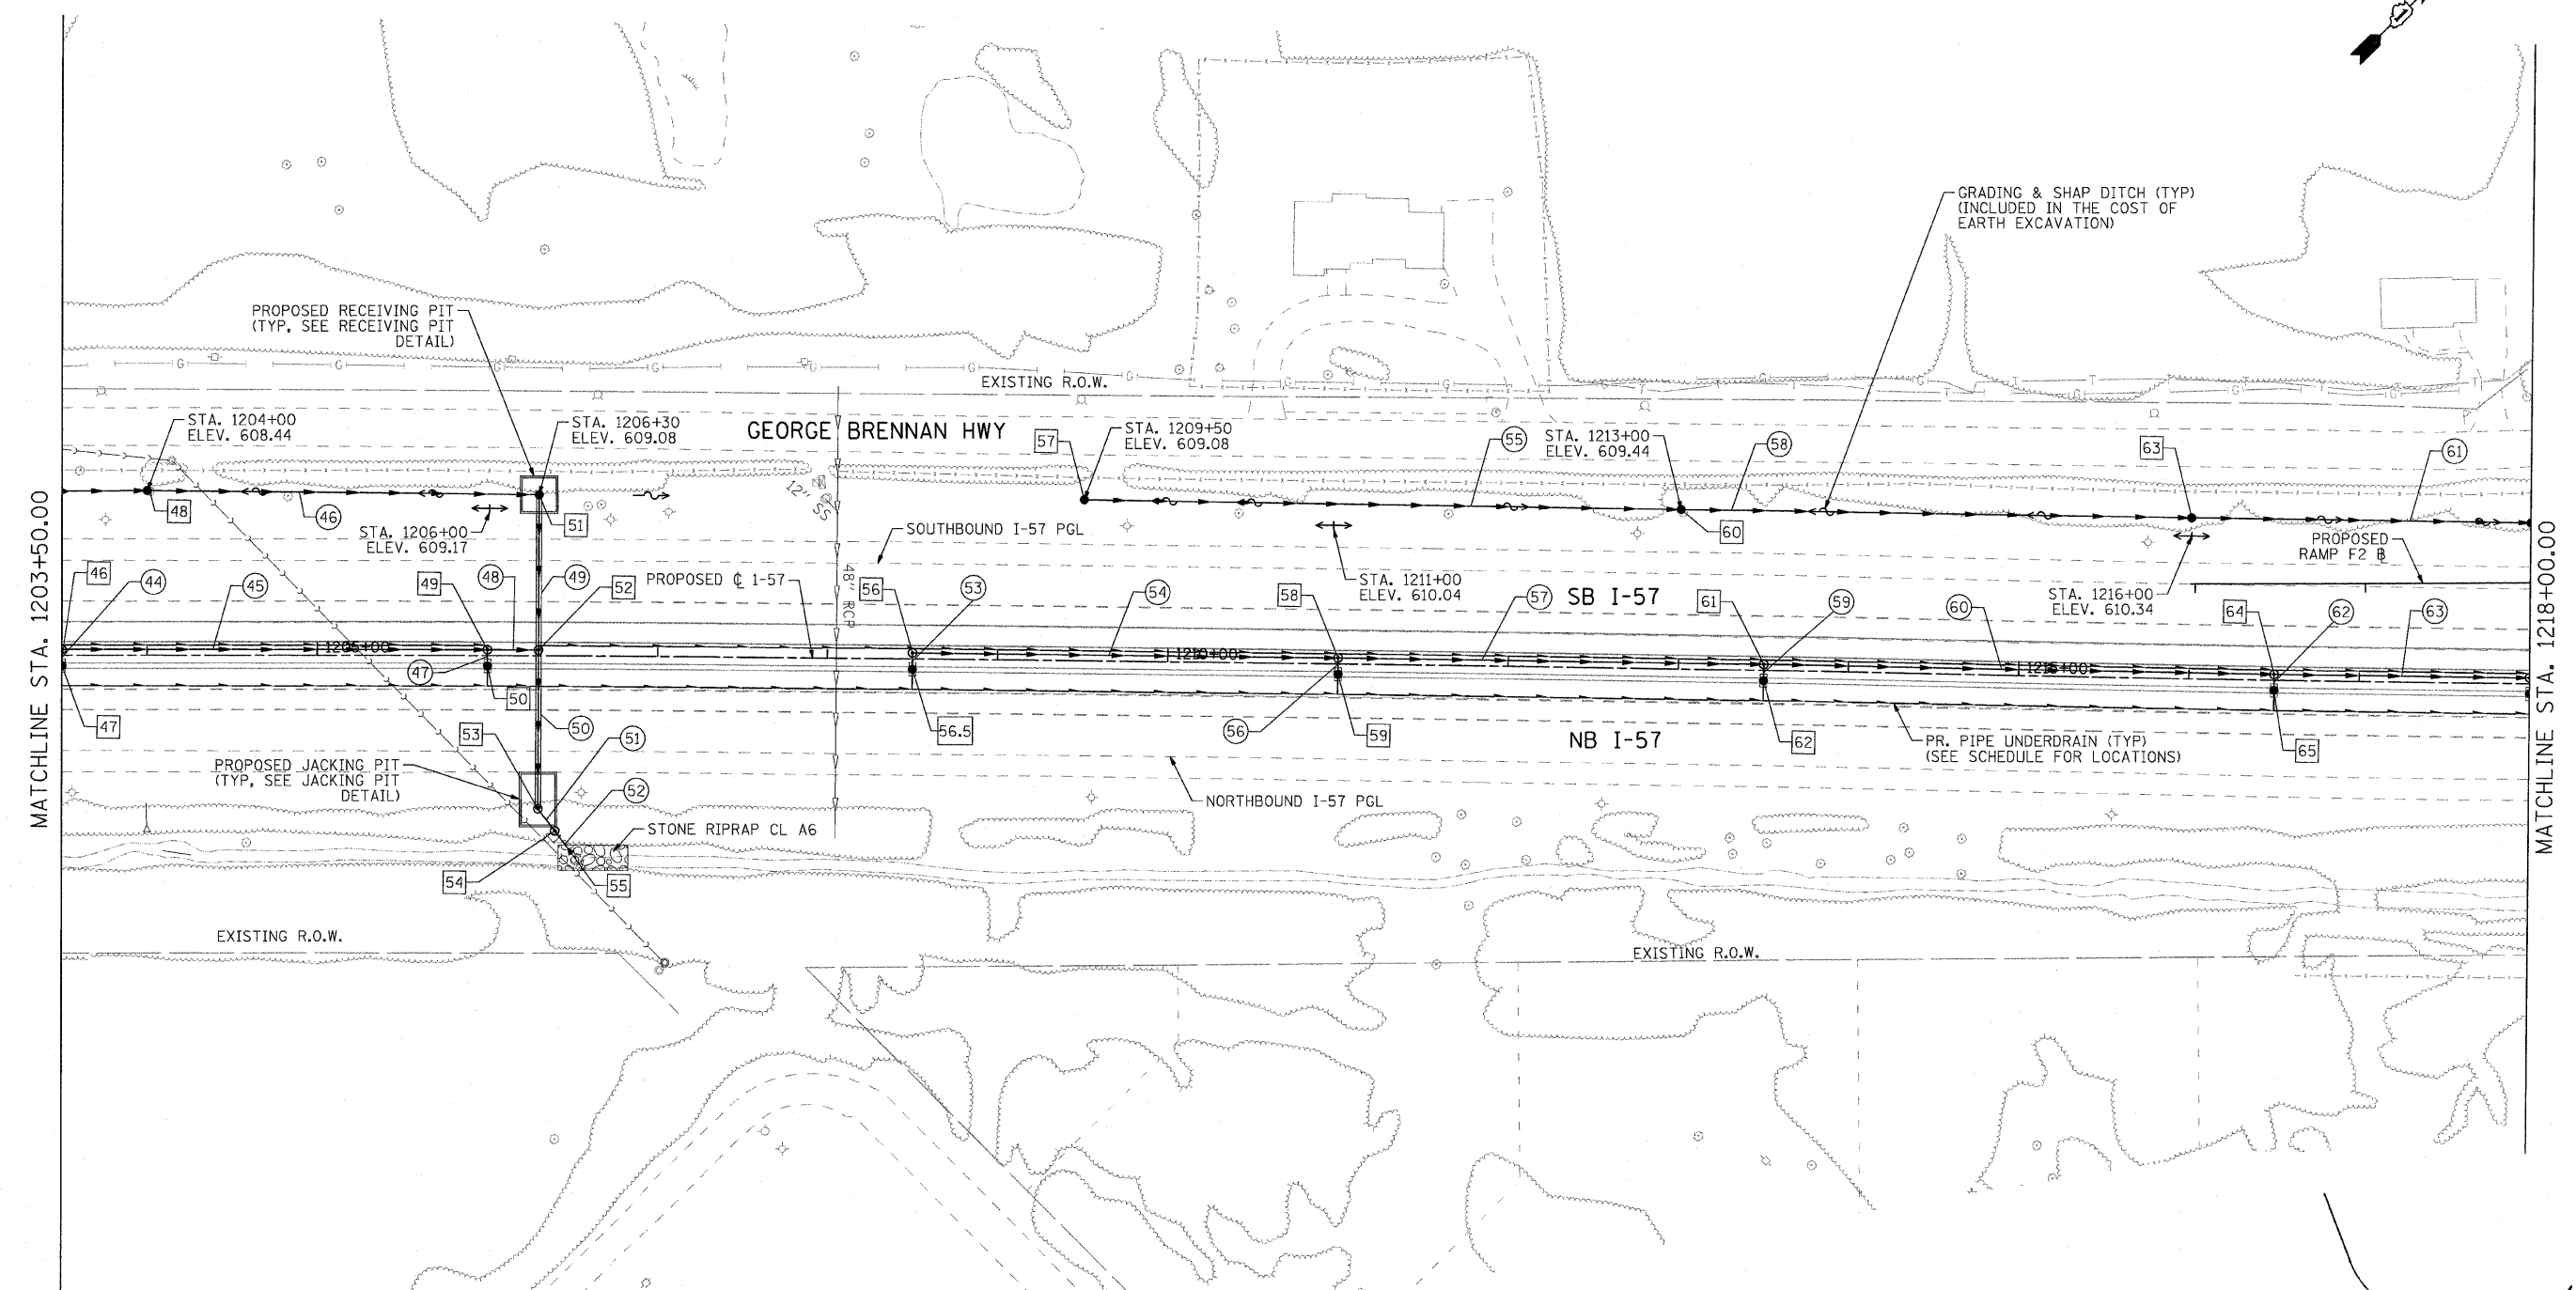 GRADING & SHAP DITCH (TYP)
(INCLUDED IN THE COST OF
EARTH EXCAVATION)
PROPOSED RECEIVING PIT
(TYP, SEE RECEIVING PIT
DETAIL)
EXISTING R.O.W.
STA. 1204+00
ELEV. 608.44
STA. 1206+30
ELEV. 609.08
GEORGE BRENNAN HWY
57
STA. 1209+50
ELEV. 609.08
55
STA. 1213+00
ELEV. 609.44
58
63
61
48
46
51
STA. 1206+00
ELEV. 609.17
12" SS
SOUTHBOUND I-57 PGL
60
PROPOSED
RAMP F2 B
MATCHLINE STA. 1203+50.00
MATCHLINE STA. 1218+00.00
46
44
45
49
48
49
52
PROPOSED ℄ 1-57
48" RCP
56
53
54
58
STA. 1211+00
ELEV. 610.04
57
SB I-57
61
59
60
STA. 1216+00
ELEV. 610.34
64
62
63
1205+00
1210+00
1215+00
47
50
47
53
50
51
56.5
56
59
NB I-57
62
PR. PIPE UNDERDRAIN (TYP)
(SEE SCHEDULE FOR LOCATIONS)
65
PROPOSED JACKING PIT
(TYP, SEE JACKING PIT
DETAIL)
52
NORTHBOUND I-57 PGL
STONE RIPRAP CL A6
54
55
EXISTING R.O.W.
EXISTING R.O.W.